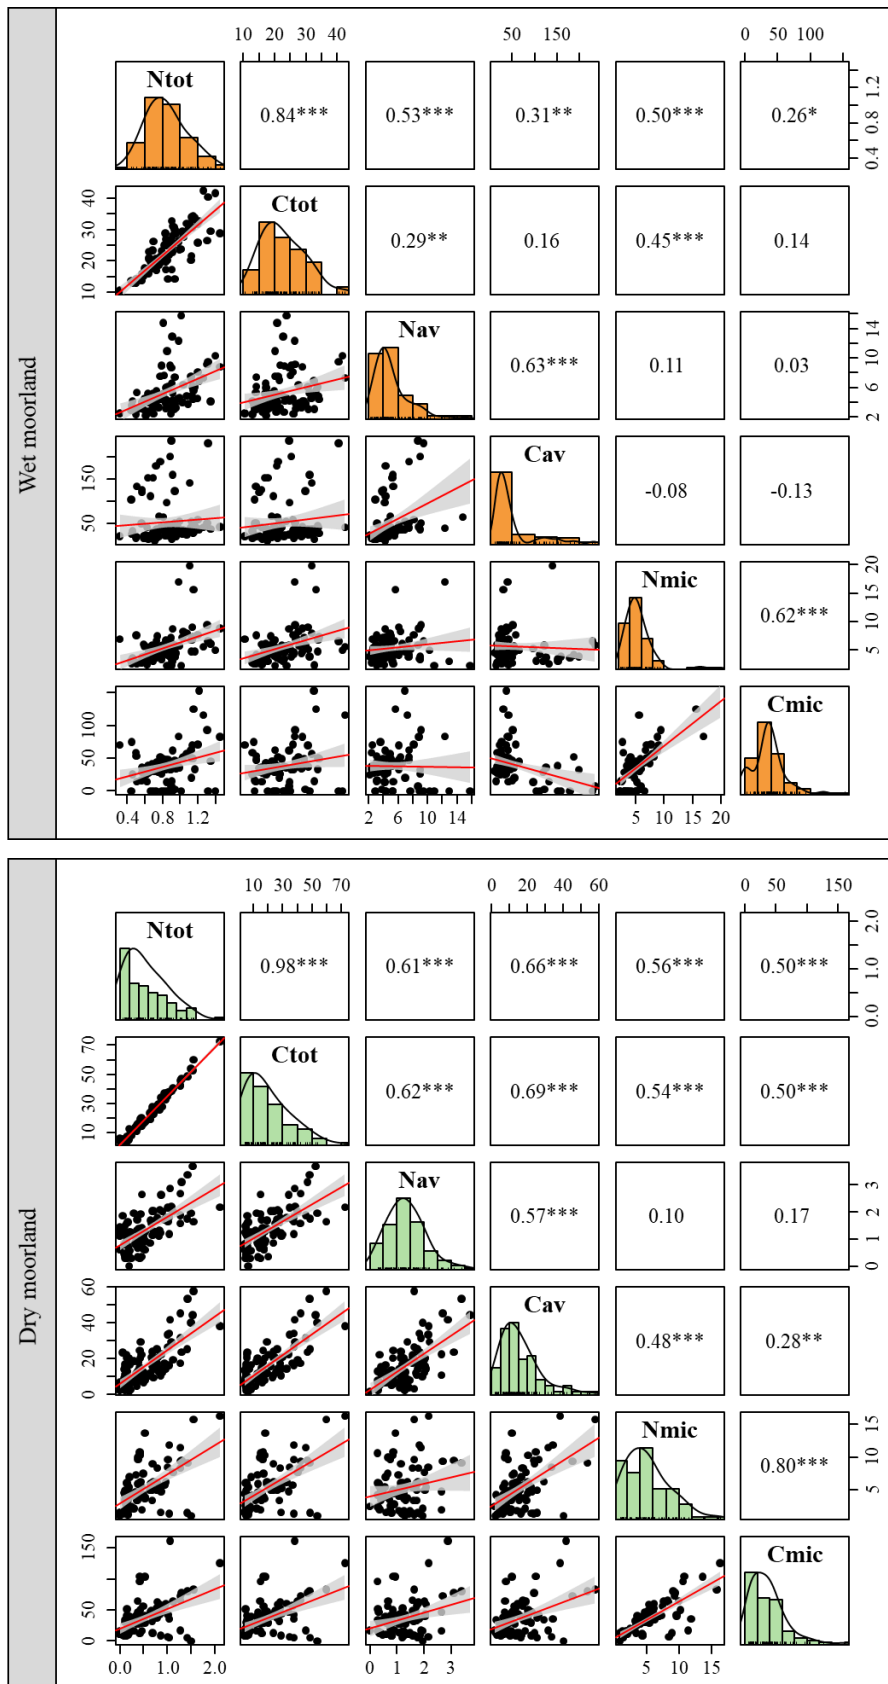 Wet moorland
10 20 30 40
50 150
0 50 100
Ntot
0.84*** 0.53*** 0.31** 0.50*** 0.26*
0.4 0.8 1.2
10 20 30 40
Ctot
0.29** 0.16 0.45*** 0.14
Nav
0.63*** 0.11 0.03
2 6 10 14
50 150
Cav
-0.08 -0.13
Nmic
0.62***
5 10 15 20
0 50 100
Cmic
0.4 0.8 1.2
2 6 10 14
5 10 15 20
Dry moorland
10 30 50 70
0 20 40 60
0 50 150
Ntot
0.98*** 0.61*** 0.66*** 0.56*** 0.50***
0.0 1.0 2.0
10 30 50 70
Ctot
0.62*** 0.69*** 0.54*** 0.50***
Nav
0.57*** 0.10 0.17
0 1 2 3
0 20 40 60
Cav
0.48*** 0.28**
Nmic
0.80***
5 10 15
0 50 150
Cmic
0.0 1.0 2.0
0 1 2 3
5 10 15